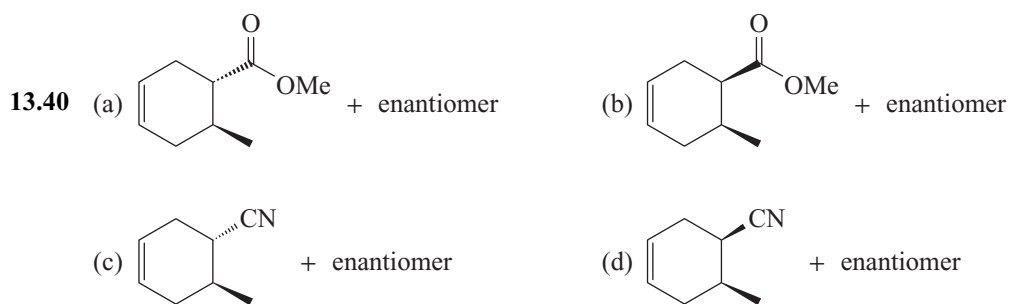 O O
13.40 (a) OMe + enantiomer (b) OMe + enantiomer
(c) CN + enantiomer (d) CN + enantiomer